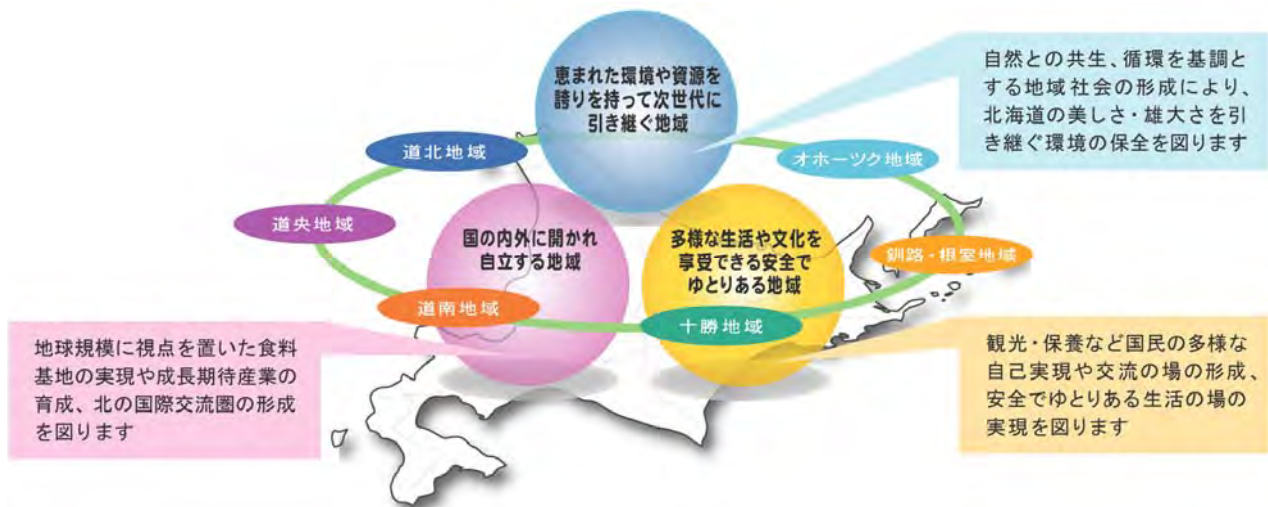 恵まれた環境や資源を
誇りを持って次世代に
引き継ぐ地域
自然との共生、循環を基調と
する地域社会の形成により、
北海道の美しさ・雄大さを引
き継ぐ環境の保全を図ります
道北地域
オホーツク地域
道央地域
国の内外に開かれ
自立する地域
多様な生活や文化を
享受できる安全で
ゆとりある地域
釧路・根室地域
道南地域
十勝地域
地球規模に視点を置いた食料
基地の実現や成長期待産業の
育成、北の国際交流圏の形成
を図ります
観光・保養など国民の多様な
自己実現や交流の場の形成、
安全でゆとりある生活の場の
実現を図ります